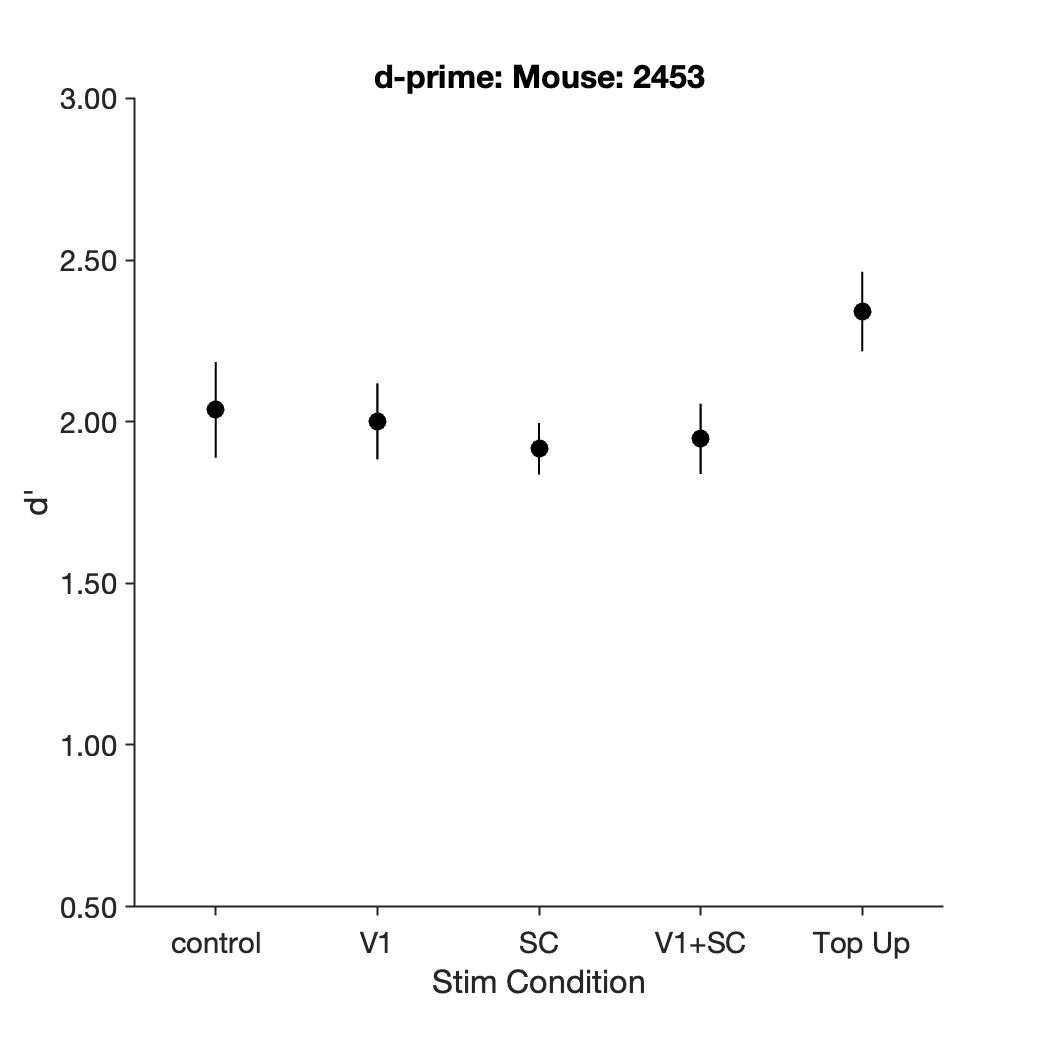 d-prime: Mouse: 2453
3.00
2.50
2.00
1.50
1.00
0.50
d'
control V1 SC V1+SC Top Up
Stim Condition